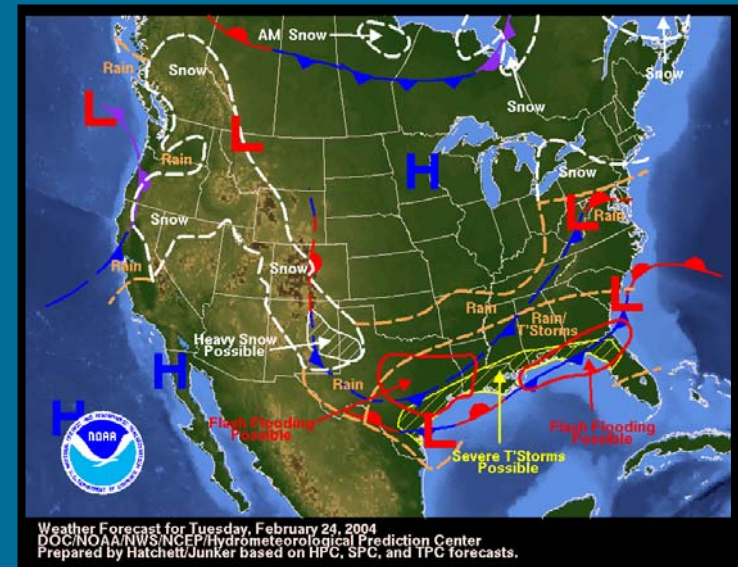 AM Snow
Rain
Snow
Snow
Snow
L
L
Rain
H
Snow
Snow
L
Rain
Rain
Snow
L
Heavy Snow
Possible
Rain
Rain/
T'Storms
H
Rain
H
Flash Flooding
Possible
L
Flash Flooding
Possible
Severe T'Storms
Possible
NOAA
Weather Forecast for Tuesday, February 24, 2004
DOC/NOAA/NWS/NCEP/Hydrometeorological Prediction Center
Prepared by Hatchett/Junker based on HPC, SPC, and TPC forecasts.